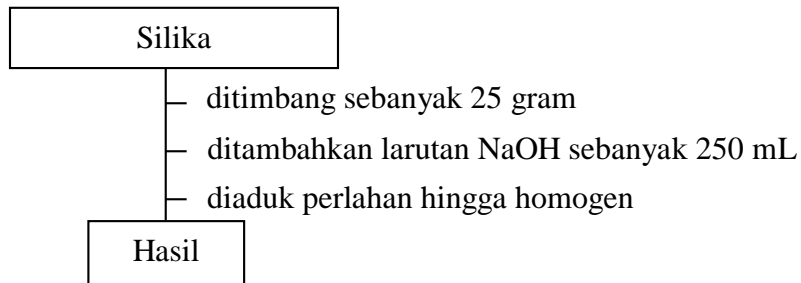 Silika
ditimbang sebanyak 25 gram
ditambahkan larutan NaOH sebanyak 250 mL
diaduk perlahan hingga homogen
Hasil